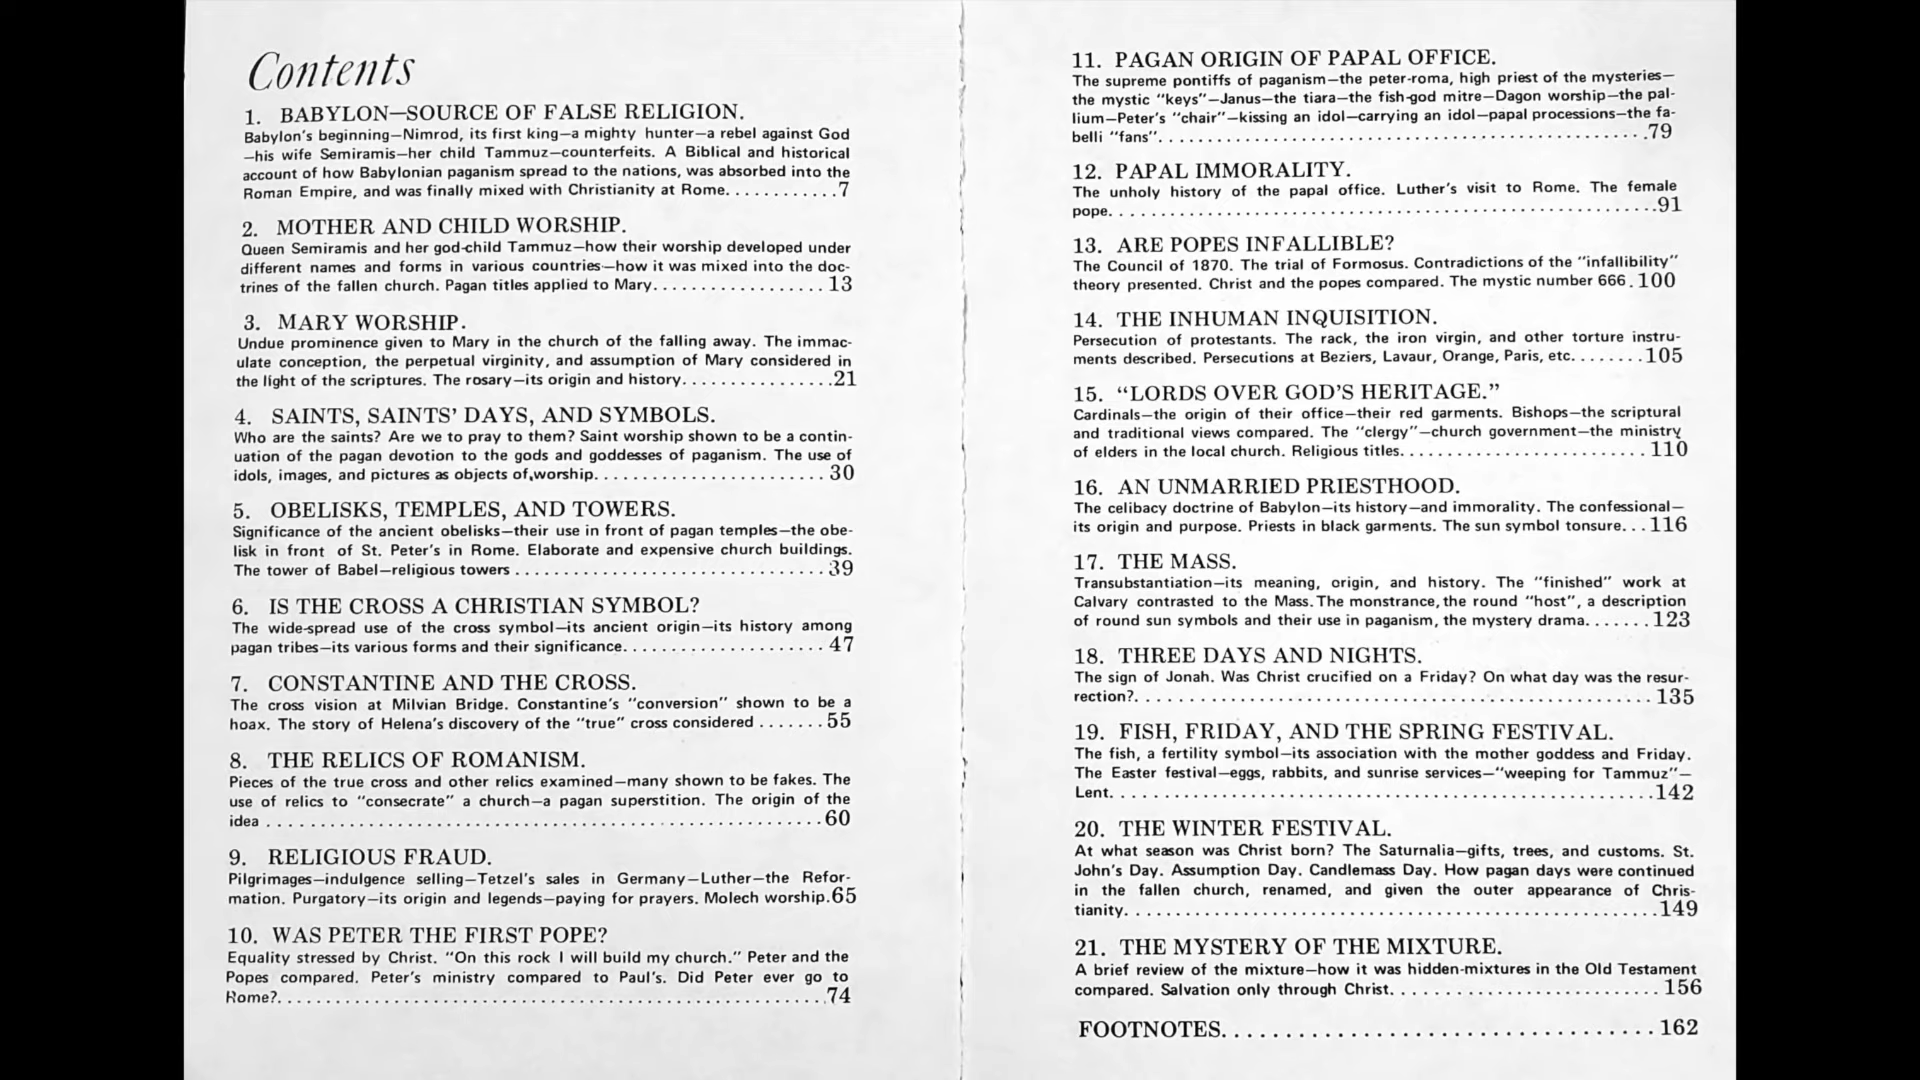 Contents
1. BABYLON—SOURCE OF FALSE RELIGION.
Babylon's beginning—Nimrod, its first king—a mighty hunter—a rebel against God
—his wife Semiramis—her child Tammuz—counterfeits. A Biblical and historical
account of how Babylonian paganism spread to the nations, was absorbed into the
Roman Empire, and was finally mixed with Christianity at Rome. . . . . . . . . . . .7
2. MOTHER AND CHILD WORSHIP.
Queen Semiramis and her god-child Tammuz—how their worship developed under
different names and forms in various countries—how it was mixed into the doc-
trines of the fallen church. Pagan titles applied to Mary. . . . . . . . . . . . . . . . . 13
3. MARY WORSHIP.
Undue prominence given to Mary in the church of the falling away. The immac-
ulate conception, the perpetual virginity, and assumption of Mary considered in
the light of the scriptures. The rosary—its origin and history. . . . . . . . . . . . . . . .21
4. SAINTS, SAINTS' DAYS, AND SYMBOLS.
Who are the saints? Are we to pray to them? Saint worship shown to be a contin-
uation of the pagan devotion to the gods and goddesses of paganism. The use of
idols, images, and pictures as objects of worship. . . . . . . . . . . . . . . . . . . . . . . . 30
5. OBELISKS, TEMPLES, AND TOWERS.
Significance of the ancient obelisks—their use in front of pagan temples—the obe-
lisk in front of St. Peter's in Rome. Elaborate and expensive church buildings.
The tower of Babel—religious towers . . . . . . . . . . . . . . . . . . . . . . . . . . . . . . . . 39
6. IS THE CROSS A CHRISTIAN SYMBOL?
The wide-spread use of the cross symbol—its ancient origin—its history among
pagan tribes—its various forms and their significance. . . . . . . . . . . . . . . . . . . . . 47
7. CONSTANTINE AND THE CROSS.
The cross vision at Milvian Bridge. Constantine's "conversion" shown to be a
hoax. The story of Helena's discovery of the "true" cross considered . . . . . . . 55
8. THE RELICS OF ROMANISM.
Pieces of the true cross and other relics examined—many shown to be fakes. The
use of relics to "consecrate" a church—a pagan superstition. The origin of the
idea . . . . . . . . . . . . . . . . . . . . . . . . . . . . . . . . . . . . . . . . . . . . . . . . . . . . . . . 60
9. RELIGIOUS FRAUD.
Pilgrimages—indulgence selling—Tetzel's sales in Germany—Luther—the Refor-
mation. Purgatory—its origin and legends—paying for prayers. Molech worship.65
10. WAS PETER THE FIRST POPE?
Equality stressed by Christ. "On this rock I will build my church." Peter and the
Popes compared. Peter's ministry compared to Paul's. Did Peter ever go to
Rome?. . . . . . . . . . . . . . . . . . . . . . . . . . . . . . . . . . . . . . . . . . . . . . . . . . . . . .74
11. PAGAN ORIGIN OF PAPAL OFFICE.
The supreme pontiffs of paganism—the peter-roma, high priest of the mysteries—
the mystic "keys"—Janus—the tiara—the fish-god mitre—Dagon worship—the pal-
lium—Peter's "chair"—kissing an idol—carrying an idol—papal processions—the fa-
belli "fans". . . . . . . . . . . . . . . . . . . . . . . . . . . . . . . . . . . . . . . . . . . . . . . . .79
12. PAPAL IMMORALITY.
The unholy history of the papal office. Luther's visit to Rome. The female
pope. . . . . . . . . . . . . . . . . . . . . . . . . . . . . . . . . . . . . . . . . . . . . . . . . . . . . .91
13. ARE POPES INFALLIBLE?
The Council of 1870. The trial of Formosus. Contradictions of the "infallibility"
theory presented. Christ and the popes compared. The mystic number 666 . 100
14. THE INHUMAN INQUISITION.
Persecution of protestants. The rack, the iron virgin, and other torture instru-
ments described. Persecutions at Beziers, Lavaur, Orange, Paris, etc. . . . . . . . 105
15. "LORDS OVER GOD'S HERITAGE."
Cardinals—the origin of their office—their red garments. Bishops—the scriptural
and traditional views compared. The "clergy"—church government—the ministry
of elders in the local church. Religious titles. . . . . . . . . . . . . . . . . . . . . . . . . 110
16. AN UNMARRIED PRIESTHOOD.
The celibacy doctrine of Babylon—its history—and immorality. The confessional—
its origin and purpose. Priests in black garments. The sun symbol tonsure. . . 116
17. THE MASS.
Transubstantiation—its meaning, origin, and history. The "finished" work at
Calvary contrasted to the Mass. The monstrance, the round "host", a description
of round sun symbols and their use in paganism, the mystery drama. . . . . . . 123
18. THREE DAYS AND NIGHTS.
The sign of Jonah. Was Christ crucified on a Friday? On what day was the resur-
rection?. . . . . . . . . . . . . . . . . . . . . . . . . . . . . . . . . . . . . . . . . . . . . . . . . . . 135
19. FISH, FRIDAY, AND THE SPRING FESTIVAL.
The fish, a fertility symbol—its association with the mother goddess and Friday.
The Easter festival—eggs, rabbits, and sunrise services—"weeping for Tammuz"—
Lent. . . . . . . . . . . . . . . . . . . . . . . . . . . . . . . . . . . . . . . . . . . . . . . . . . . . . .142
20. THE WINTER FESTIVAL.
At what season was Christ born? The Saturnalia—gifts, trees, and customs. St.
John's Day. Assumption Day. Candlemass Day. How pagan days were continued
in the fallen church, renamed, and given the outer appearance of Chris-
tianity. . . . . . . . . . . . . . . . . . . . . . . . . . . . . . . . . . . . . . . . . . . . . . . . . . . . .149
21. THE MYSTERY OF THE MIXTURE.
A brief review of the mixture—how it was hidden-mixtures in the Old Testament
compared. Salvation only through Christ. . . . . . . . . . . . . . . . . . . . . . . . . . . 156
FOOTNOTES. . . . . . . . . . . . . . . . . . . . . . . . . . . . . . . . . . 162